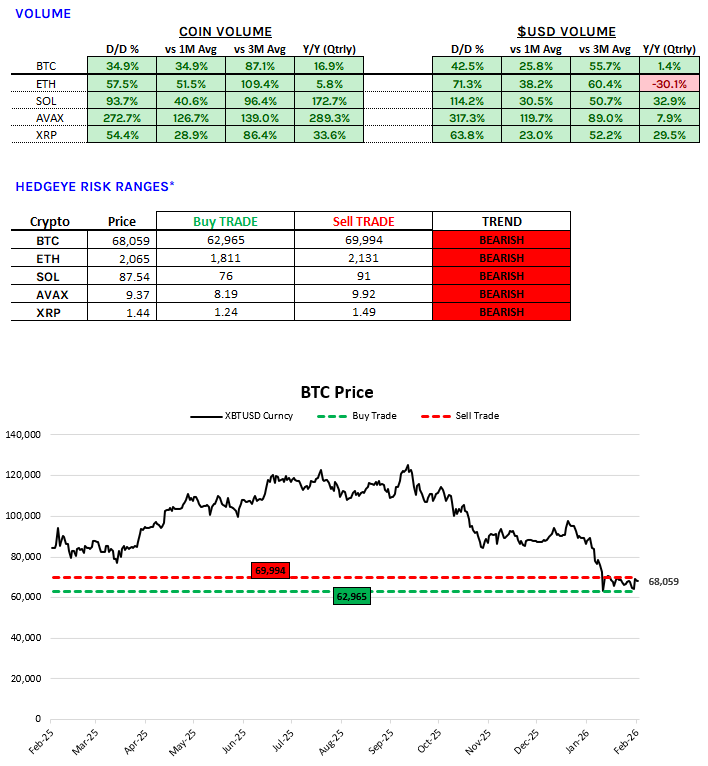 VOLUME
COIN VOLUME $USD VOLUME
D/D % vs 1M Avg vs 3M Avg Y/Y (Qtrly) D/D % vs 1M Avg vs 3M Avg Y/Y (Qtrly)
BTC 34.9% 34.9% 87.1% 16.9% 42.5% 25.8% 55.7% 1.4%
ETH 57.5% 51.5% 109.4% 5.8% 71.3% 38.2% 60.4% -30.1%
SOL 93.7% 40.6% 96.4% 172.7% 114.2% 30.5% 50.7% 32.9%
AVAX 272.7% 126.7% 139.0% 289.3% 317.3% 119.7% 89.0% 7.9%
XRP 54.4% 28.9% 86.4% 33.6% 63.8% 23.0% 52.2% 29.5%
HEDGEYE RISK RANGES*
Crypto Price Buy TRADE Sell TRADE TREND
BTC 68,059 62,965 69,994 BEARISH
ETH 2,065 1,811 2,131 BEARISH
SOL 87.54 76 91 BEARISH
AVAX 9.37 8.19 9.92 BEARISH
XRP 1.44 1.24 1.49 BEARISH
BTC Price
XBTUSD Curncy Buy Trade Sell Trade
140,000
120,000
100,000
80,000
69,994
68,059
60,000
62,965
40,000
20,000
0
Feb-25 Mar-25 Apr-25 May-25 Jun-25 Jul-25 Aug-25 Sep-25 Oct-25 Nov-25 Dec-25 Jan-26 Feb-26